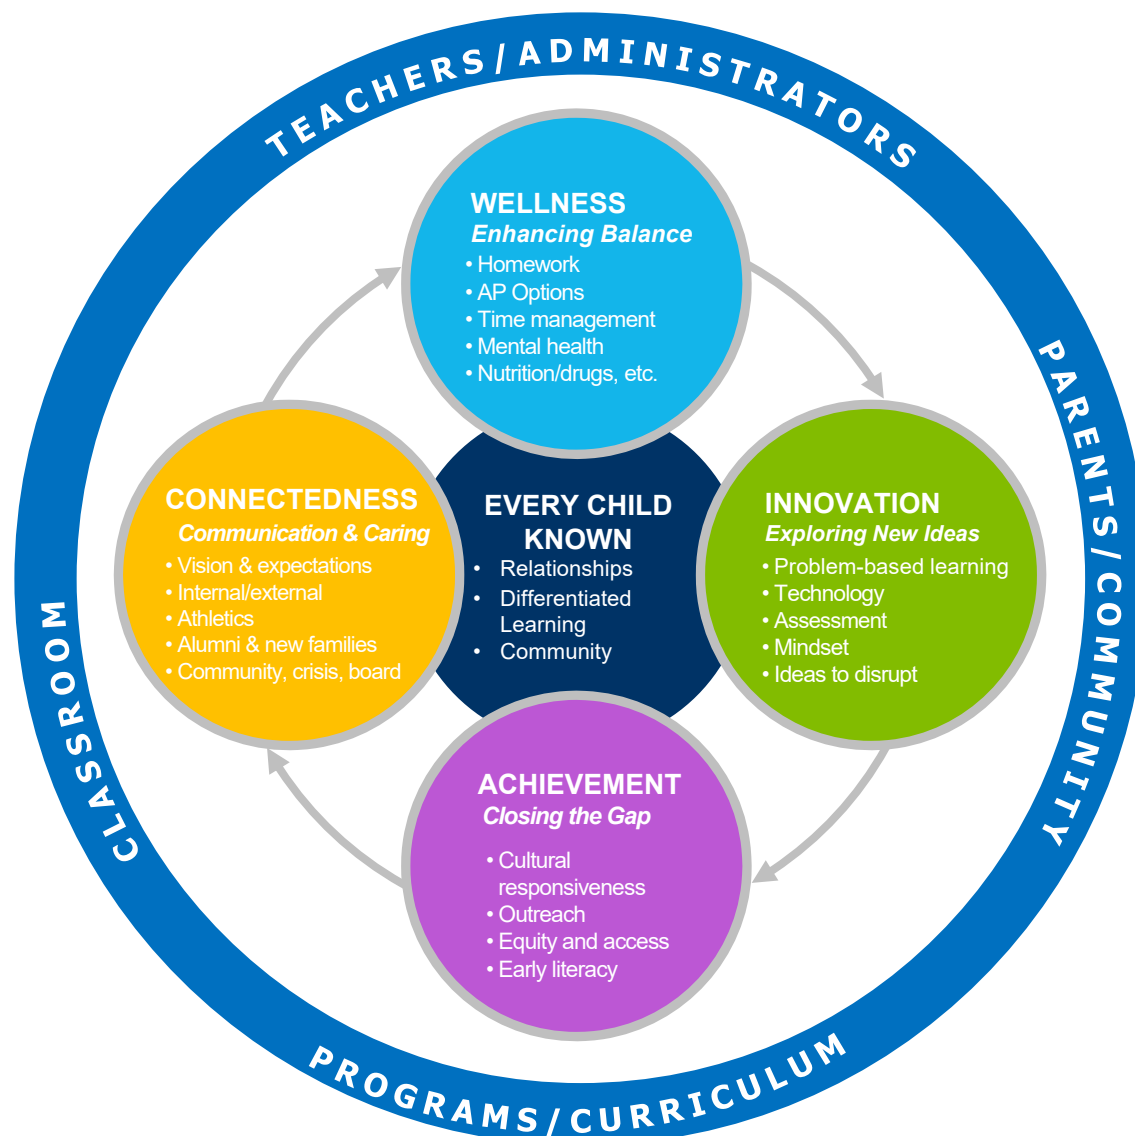 TEACHERS/ADMINISTRATORS
WELLNESS
Enhancing Balance
• Homework
• AP Options
• Time management
• Mental health
• Nutrition/drugs, etc.
PARENTS/COMMUNITY
CONNECTEDNESS
Communication & Caring
• Vision & expectations
• Internal/external
• Athletics
• Alumni & new families
• Community, crisis, board
EVERY CHILD
KNOWN
• Relationships
• Differentiated
Learning
• Community
INNOVATION
Exploring New Ideas
• Problem-based learning
• Technology
• Assessment
• Mindset
• Ideas to disrupt
CLASSROOM
ACHIEVEMENT
Closing the Gap
• Cultural
responsiveness
• Outreach
• Equity and access
• Early literacy
PROGRAMS/CURRICULUM